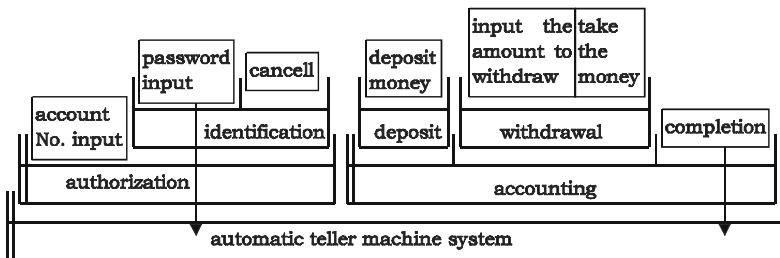 password
input
cancell
account
No. input
identification
authorization
deposit
money
deposit
input the
amount to
withdraw
take
the
money
withdrawal
completion
accounting
automatic teller machine system